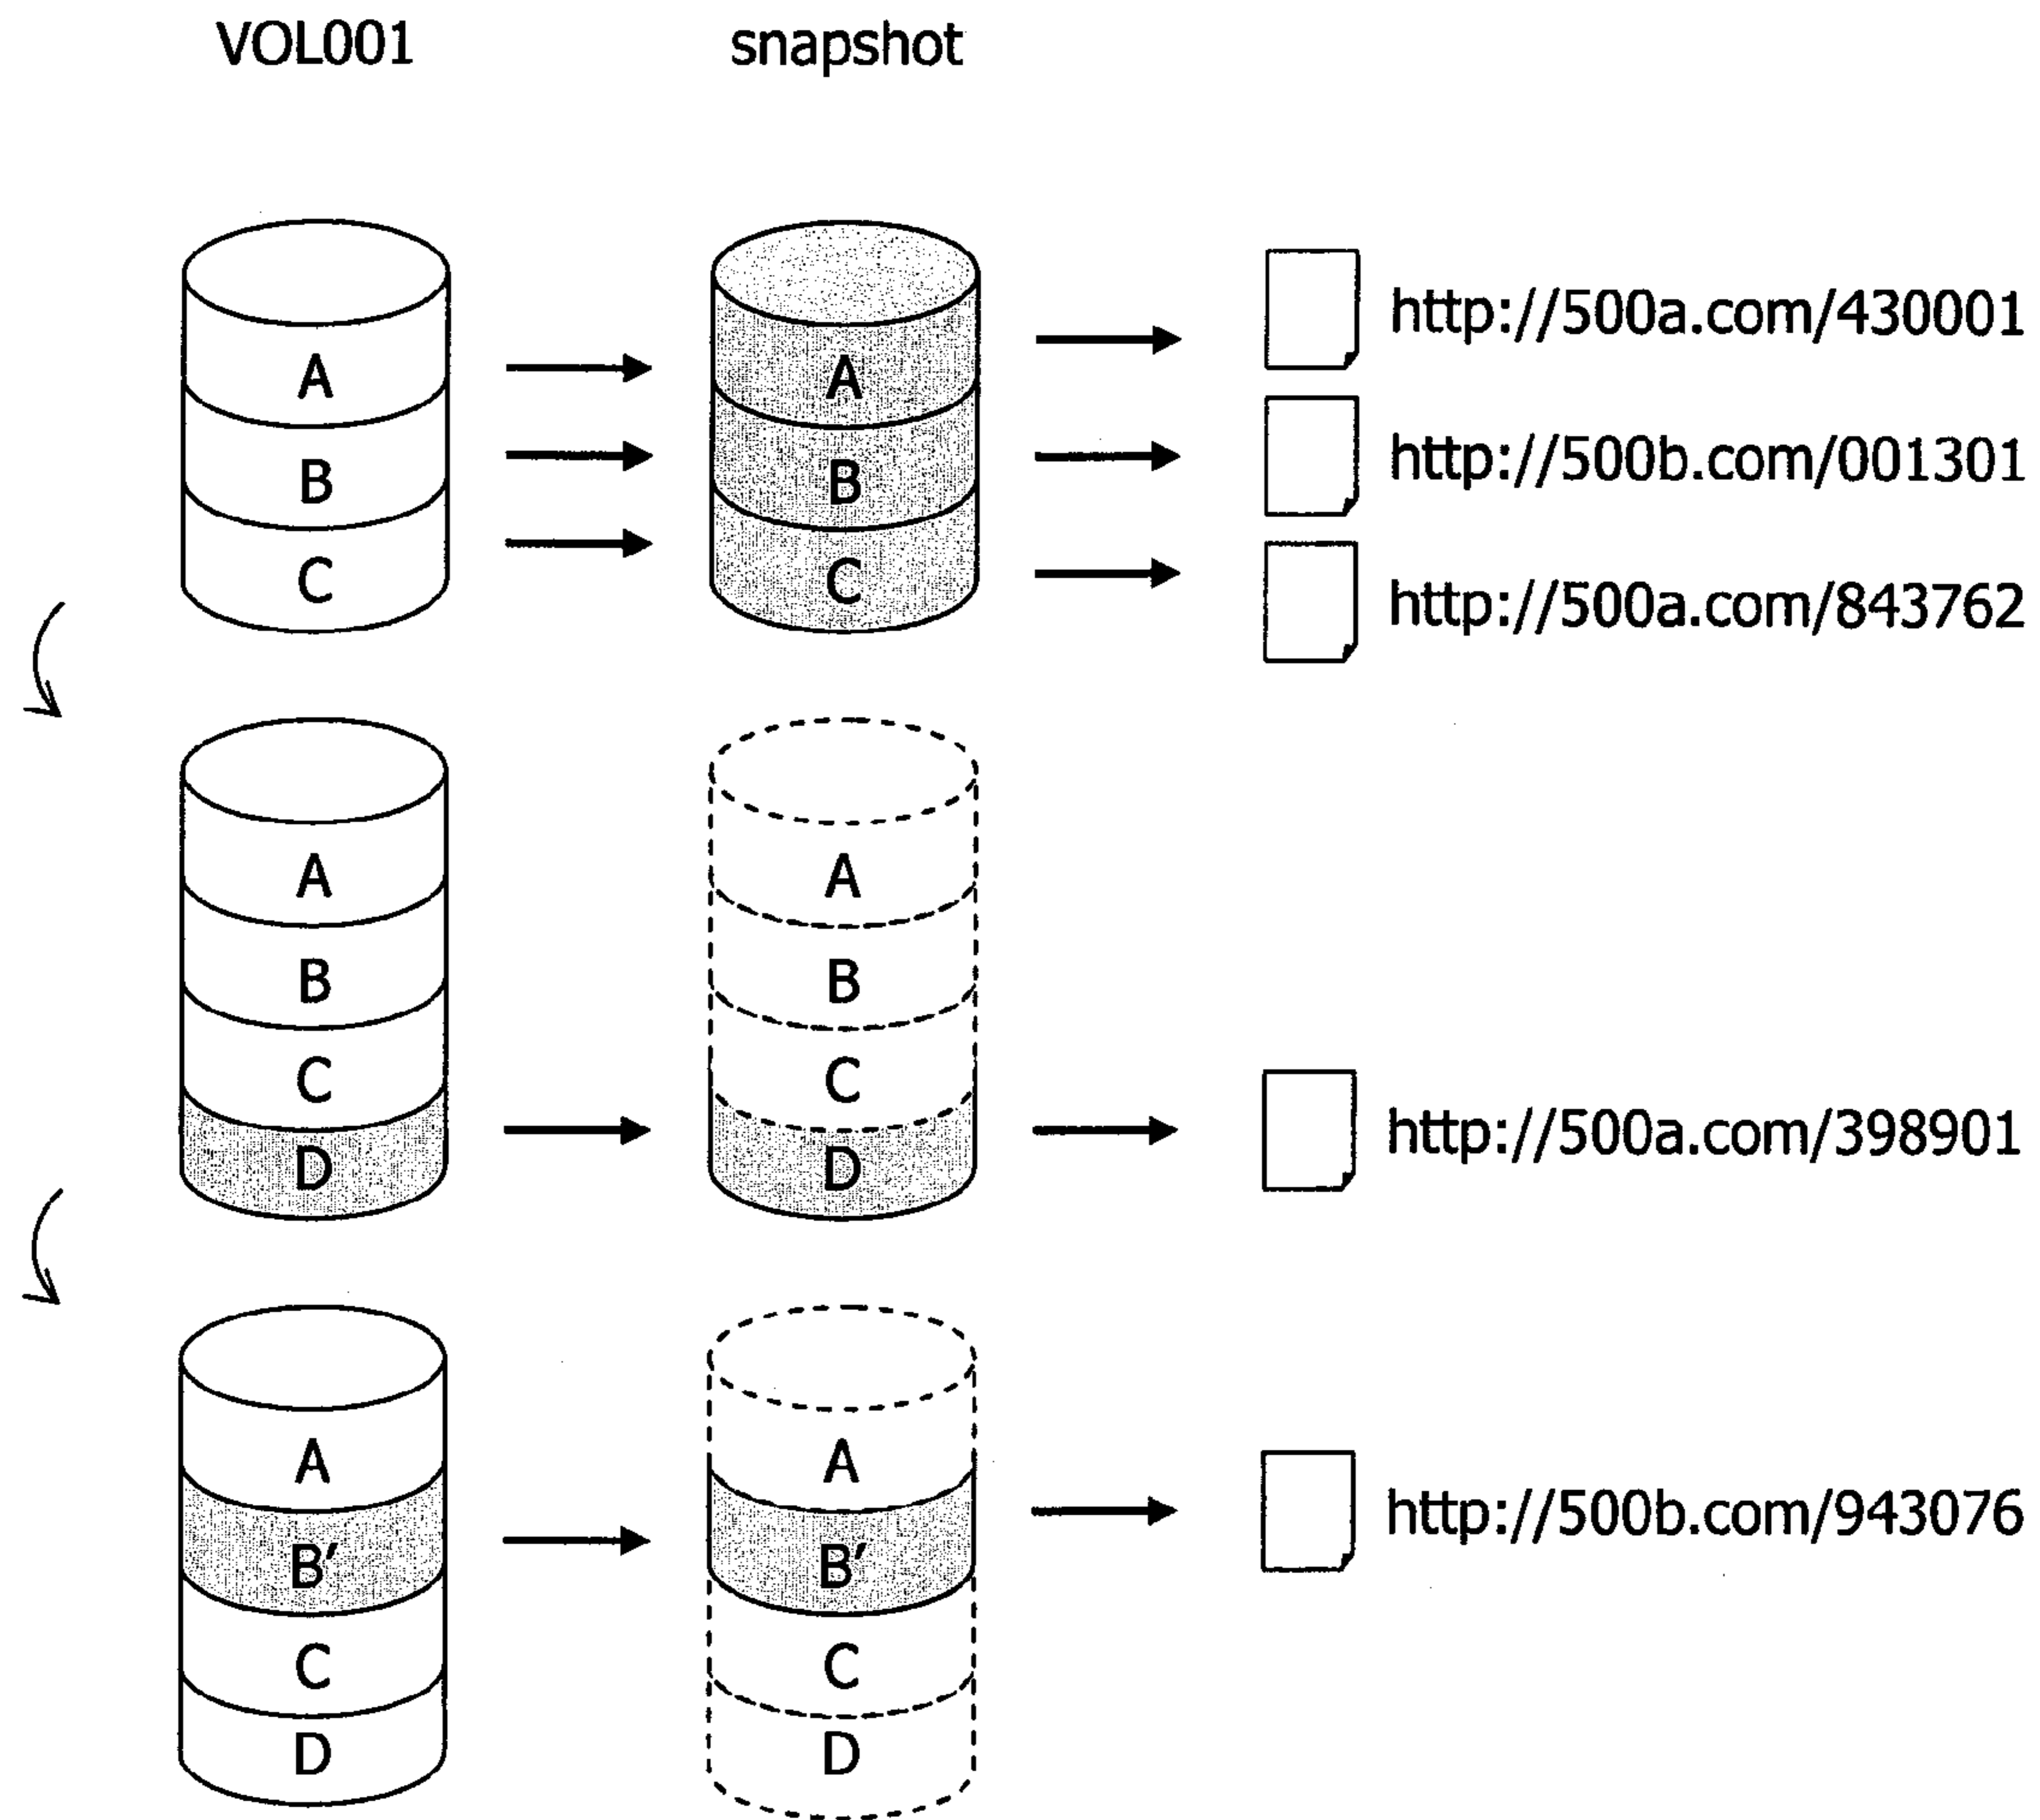 VOL001 snapshot
A A http://500a.com/430001
B B http://500b.com/001301
C C http://500a.com/843762
A A
B B
C C
D D http://500a.com/398901
A A
B′ B′ http://500b.com/943076
C C
D D